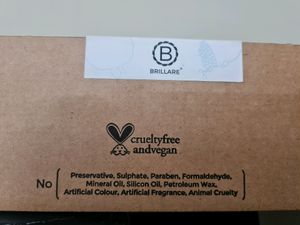 B
BRILLARE
crueltyfree
andvegan
No
Preservative, Sulphate, Paraben, Formaldehyde,
Mineral Oil, Silicon Oil, Petroleum Wax,
Artificial Colour, Artificial Fragrance, Animal Cruelty